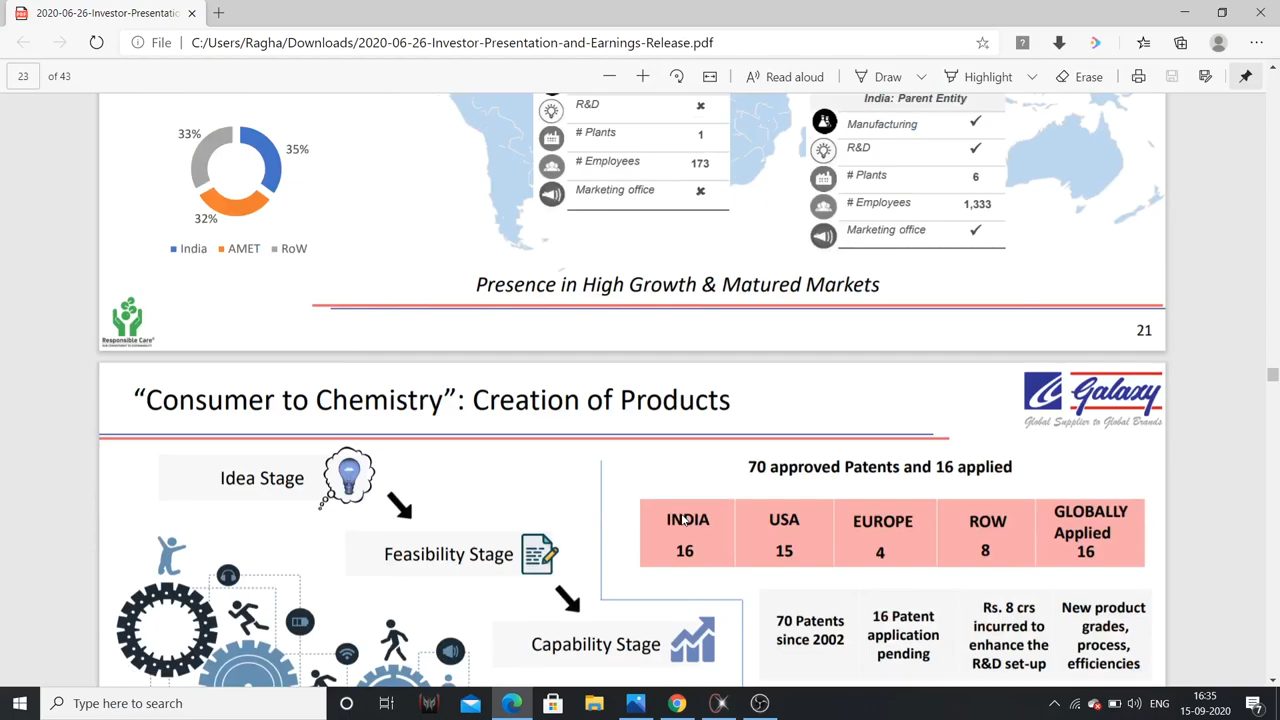 2020-06-26-Investor-Presentatio
File
C:/Users/Ragha/Downloads/2020-06-26-Investor-Presentation-and-Earnings-Release.pdf
23 of 43
Read aloud
Draw
Highlight
Erase
33%
35%
32%
India AMET RoW
R&D ✖
# Plants 1
# Employees 173
Marketing office ✖
India: Parent Entity
Manufacturing ✓
R&D ✓
# Plants 6
# Employees 1,333
Marketing office ✓
Presence in High Growth & Matured Markets
Responsible Care®
21
“Consumer to Chemistry”: Creation of Products
Galaxy
Global Supplier to Global Brands
Idea Stage
Feasibility Stage
Capability Stage
70 approved Patents and 16 applied
INDIA
16
USA
15
EUROPE
4
ROW
8
GLOBALLY
Applied
16
70 Patents
since 2002
16 Patent
application
pending
Rs. 8 crs
incurred to
enhance the
R&D set-up
New product
grades,
process,
efficiencies
Type here to search
ENG
16:35
15-09-2020
7